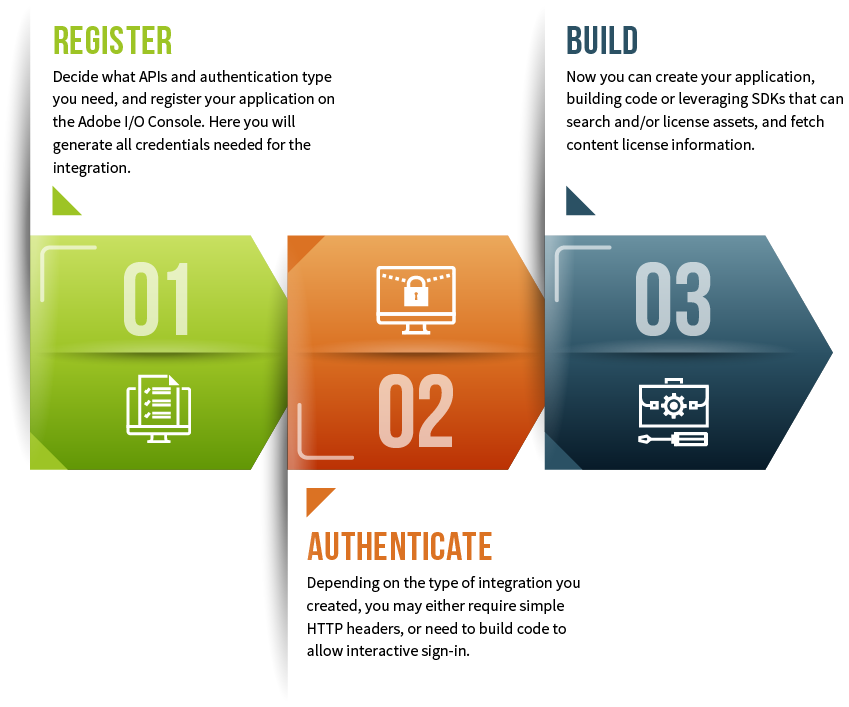 REGISTER
Decide what APIs and authentication type
you need, and register your application on
the Adobe I/O Console. Here you will
generate all credentials needed for the
integration.
01
02
AUTHENTICATE
Depending on the type of integration you
created, you may either require simple
HTTP headers, or need to build code to
allow interactive sign-in.
BUILD
Now you can create your application,
building code or leveraging SDKs that can
search and/or license assets, and fetch
content license information.
03